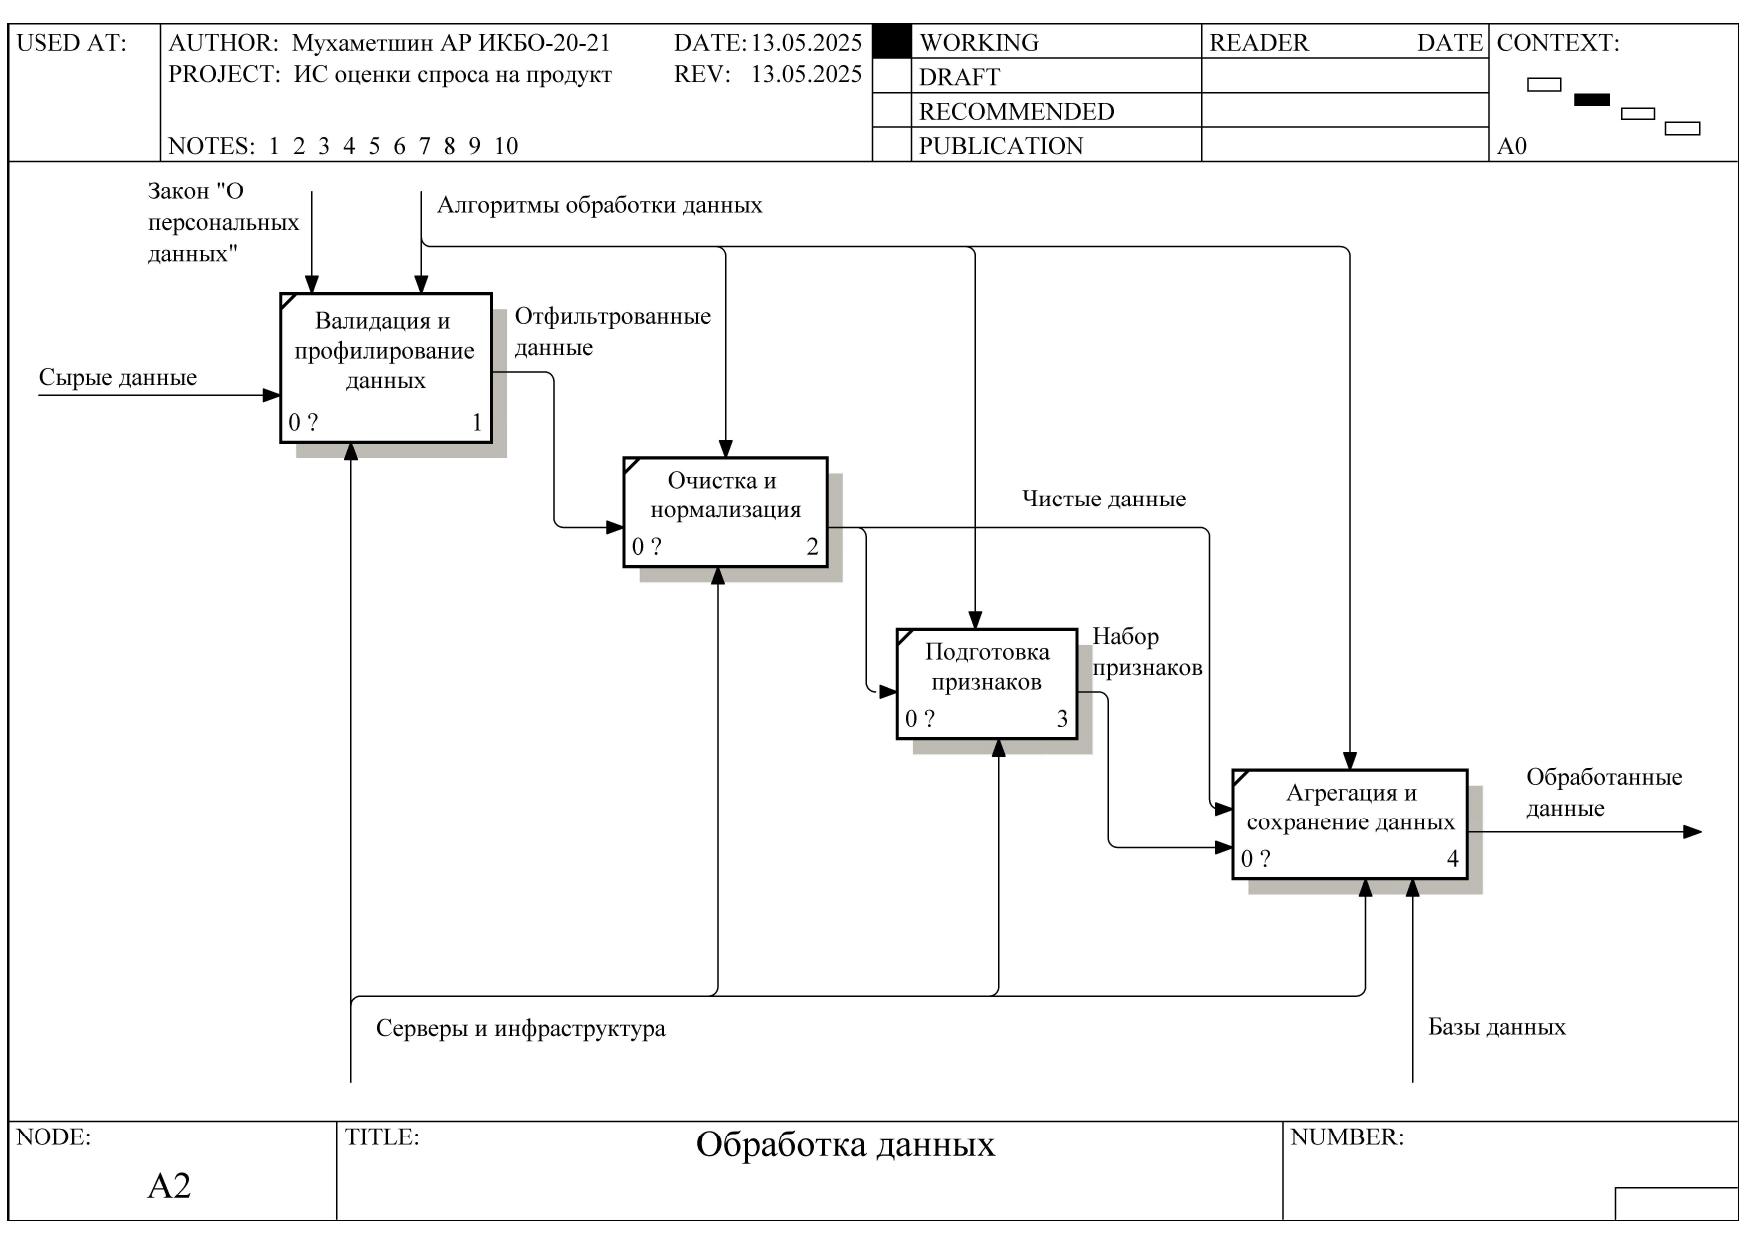 USED AT:
AUTHOR: Мухаметшин АР ИКБО-20-21
DATE: 13.05.2025
PROJECT: ИС оценки спроса на продукт
REV: 13.05.2025
NOTES: 1 2 3 4 5 6 7 8 9 10
WORKING
DRAFT
RECOMMENDED
PUBLICATION
READER DATE
CONTEXT:
A0
Закон "О
персональных
данных"
Алгоритмы обработки данных
Валидация и
профилирование
данных
0 ? 1
Сырые данные
Отфильтрованные
данные
Очистка и
нормализация
0 ? 2
Чистые данные
Подготовка
признаков
0 ? 3
Набор
признаков
Агрегация и
сохранение данных
0 ? 4
Обработанные
данные
Серверы и инфраструктура
Базы данных
NODE:
A2
TITLE:
Обработка данных
NUMBER: